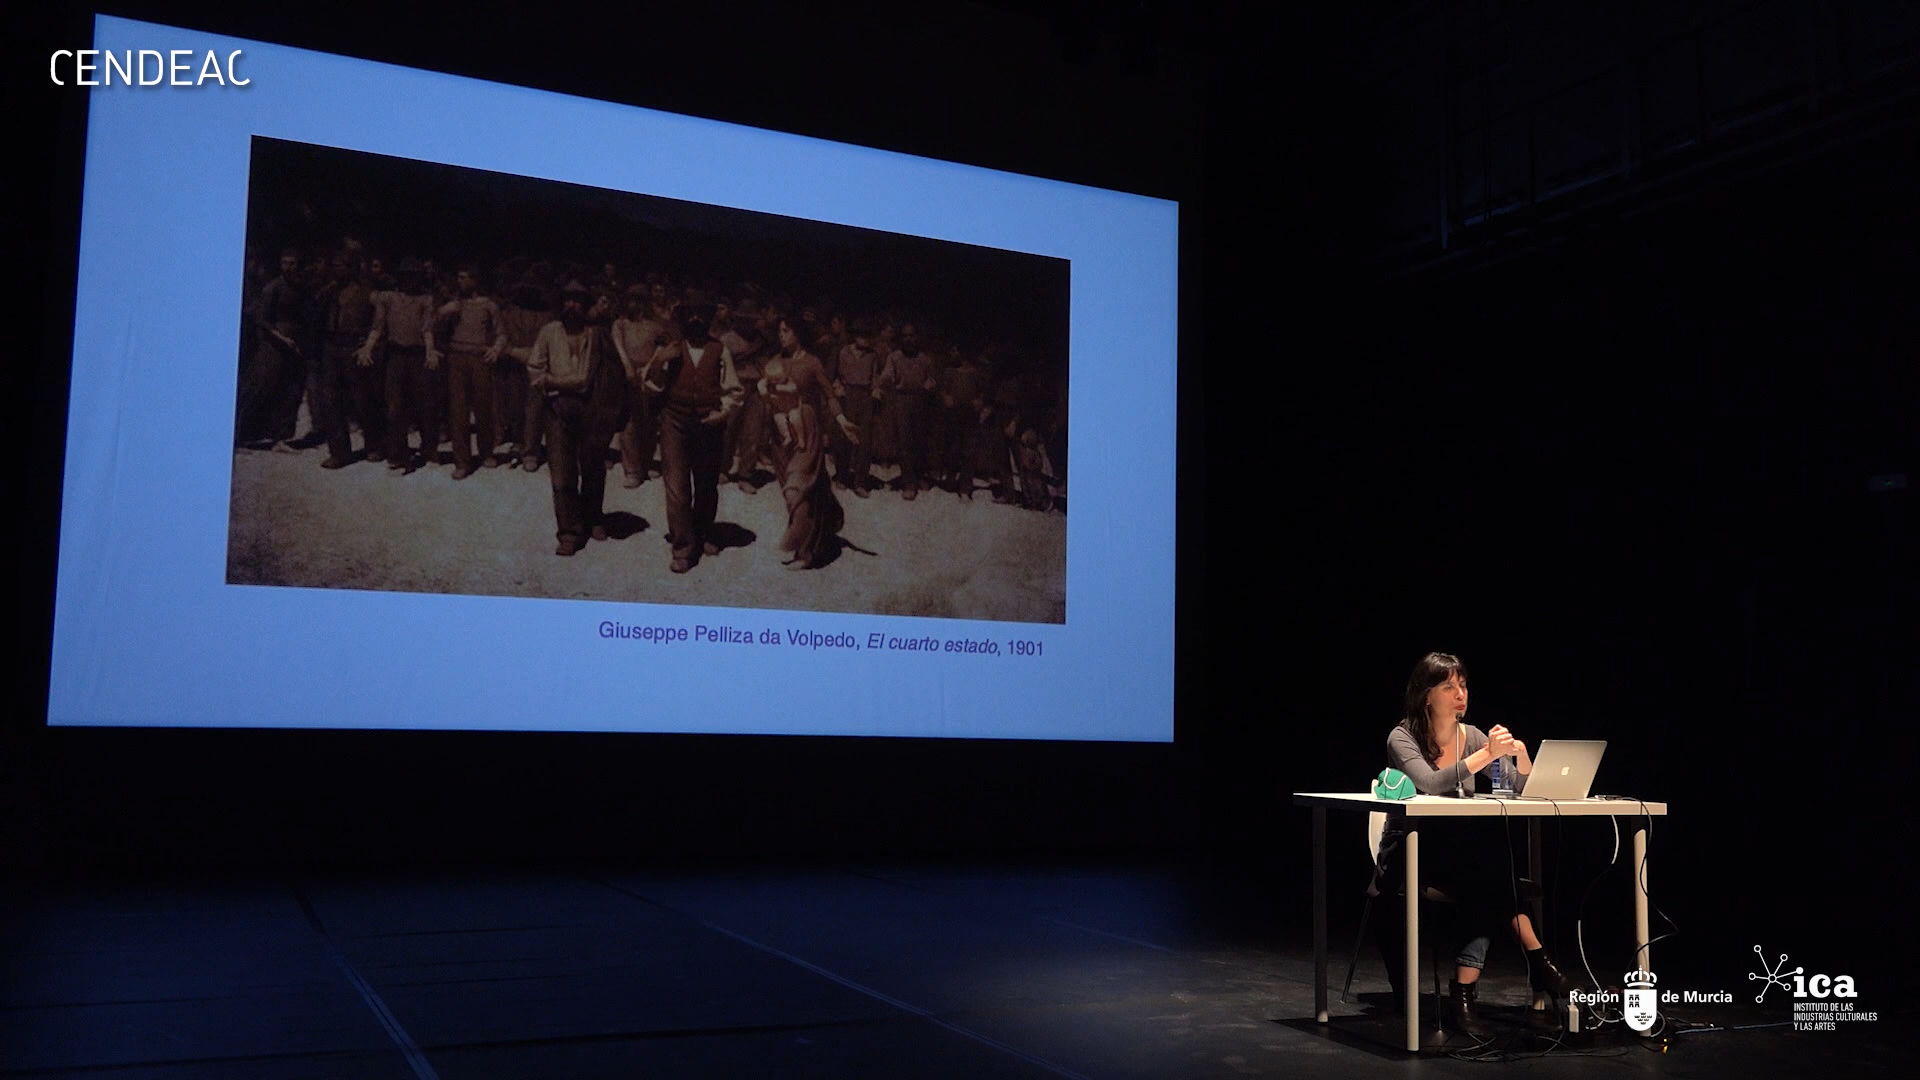 CENDEAC
Giuseppe Pelliza da Volpedo, El cuarto estado, 1901
Región de Murcia
ica
INSTITUTO DE LAS
INDUSTRIAS CULTURALES
Y LAS ARTES